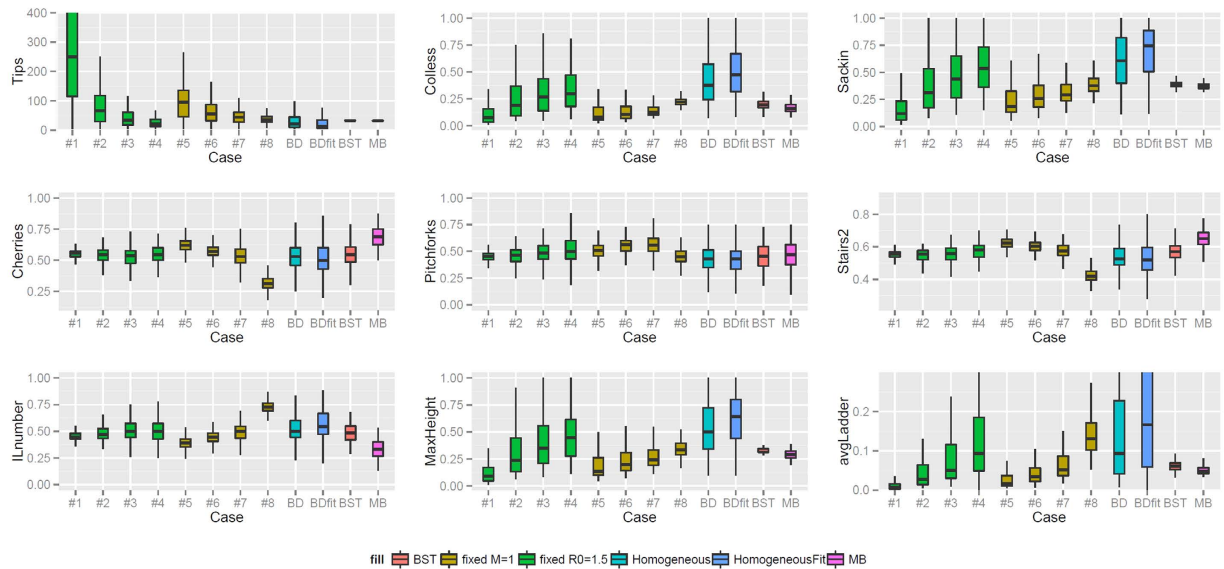 Tips
400
300
200
100
0
#1 #2 #3 #4 #5 #6 #7 #8 BD BDfit BST MB
Case
Colless
1.00
0.75
0.50
0.25
0.00
#1 #2 #3 #4 #5 #6 #7 #8 BD BDfit BST MB
Case
Sackin
1.00
0.75
0.50
0.25
0.00
#1 #2 #3 #4 #5 #6 #7 #8 BD BDfit BST MB
Case
Cherries
1.00
0.75
0.50
0.25
#1 #2 #3 #4 #5 #6 #7 #8 BD BDfit BST MB
Case
Pitchforks
1.00
0.75
0.50
0.25
0.00
#1 #2 #3 #4 #5 #6 #7 #8 BD BDfit BST MB
Case
Stairs2
0.8
0.6
0.4
#1 #2 #3 #4 #5 #6 #7 #8 BD BDfit BST MB
Case
ILnumber
1.00
0.75
0.50
0.25
0.00
#1 #2 #3 #4 #5 #6 #7 #8 BD BDfit BST MB
Case
MaxHeight
1.00
0.75
0.50
0.25
0.00
#1 #2 #3 #4 #5 #6 #7 #8 BD BDfit BST MB
Case
avgLadder
0.2
0.1
0.0
#1 #2 #3 #4 #5 #6 #7 #8 BD BDfit BST MB
Case
fill BST fixed M=1 fixed R0=1.5 Homogeneous HomogeneousFit MB